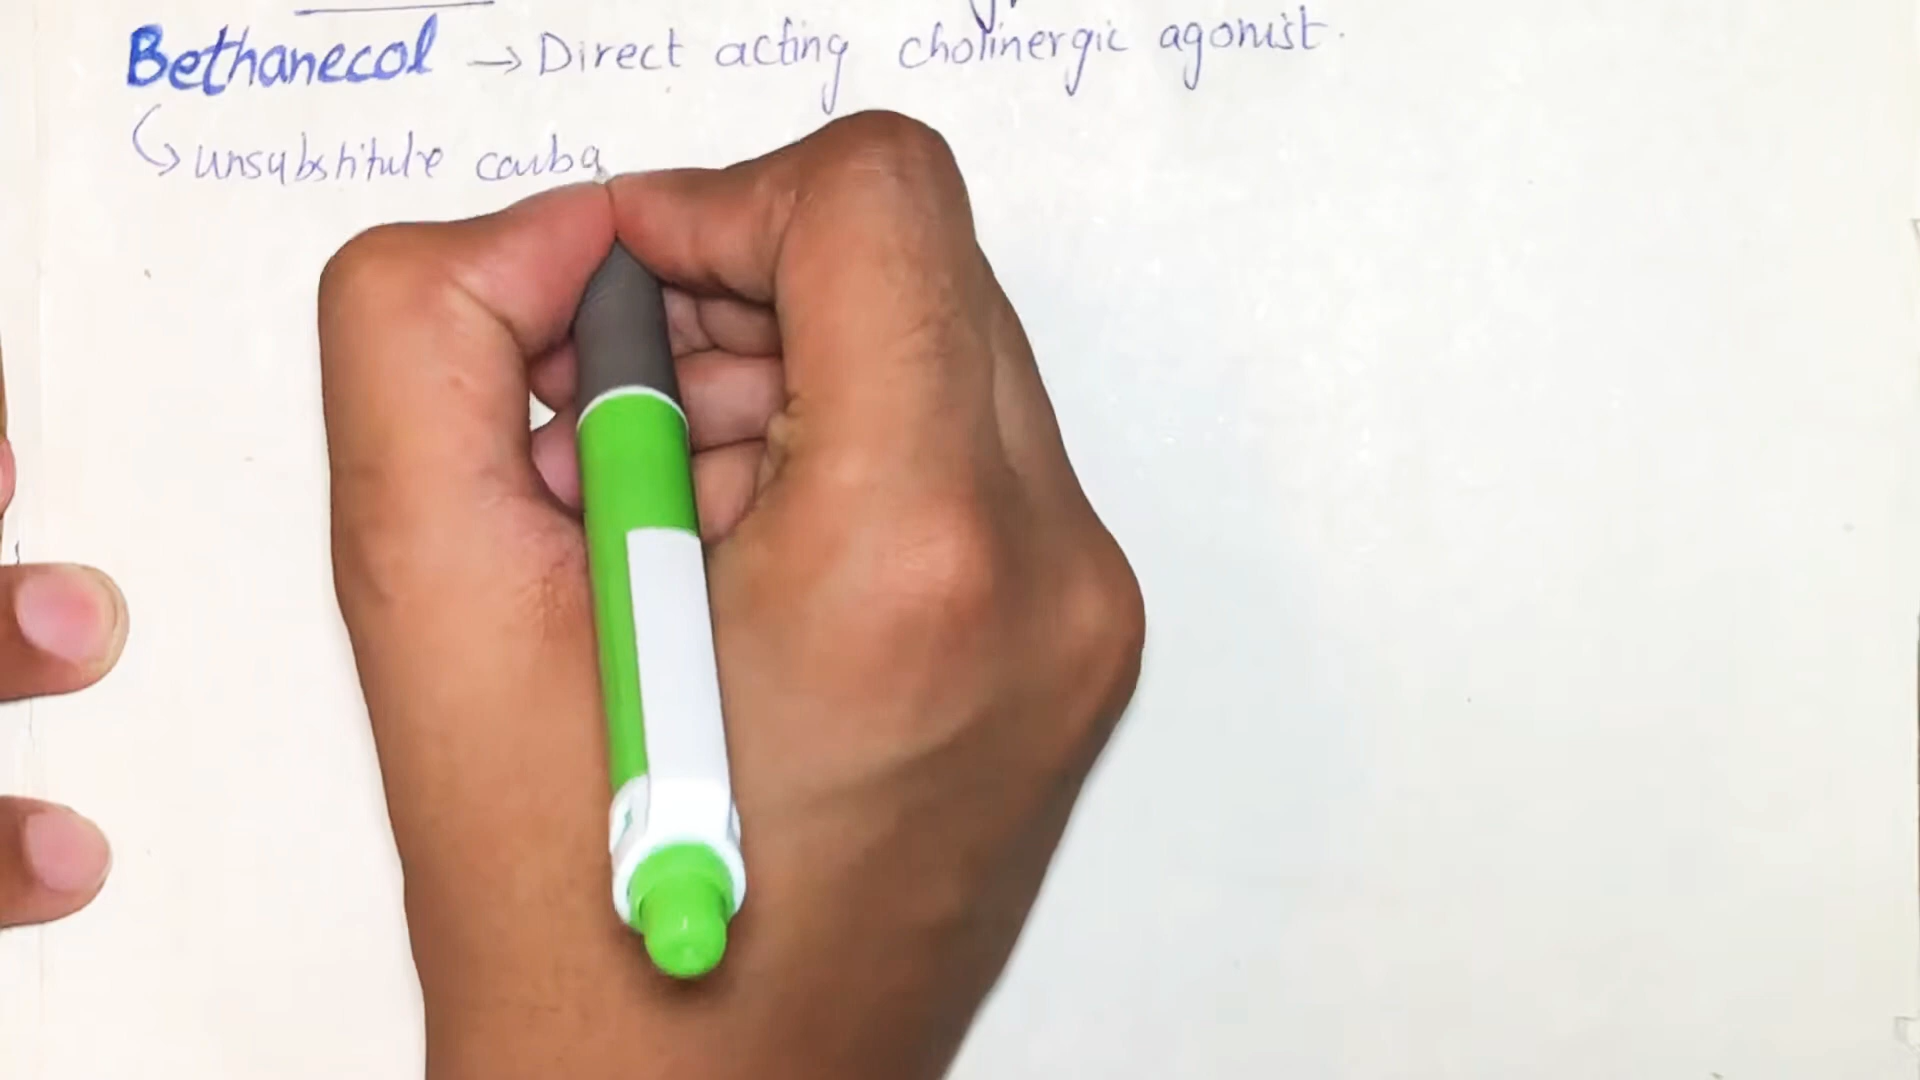 Bethanecol → Direct acting cholinergic agonist.
↳ unsubstitute carba